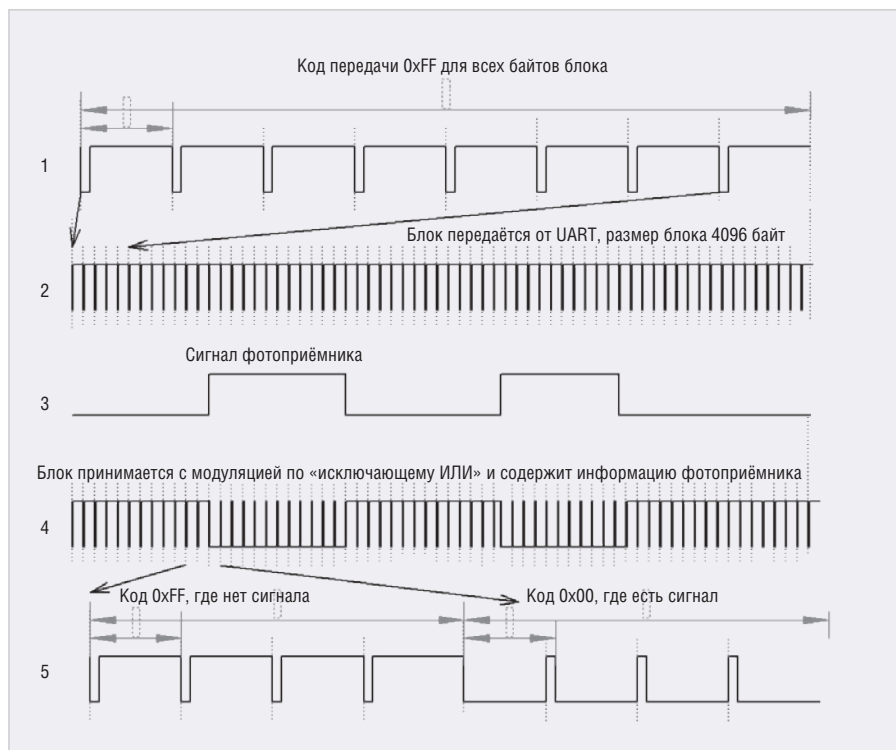 Код передачи 0xFF для всех байтов блока
1
Блок передаётся от UART, размер блока 4096 байт
2
Сигнал фотоприёмника
3
Блок принимается с модуляцией по «исключающему ИЛИ» и содержит информацию фотоприёмника
4
Код 0xFF, где нет сигнала
Код 0x00, где есть сигнал
5